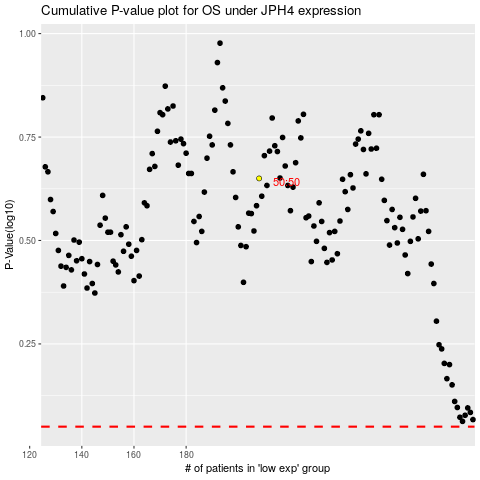 Cumulative P-value plot for OS under JPH4 expression
P-Value(log10)
1.00
0.75
0.50
0.25
50:50
120 140 160 180
# of patients in 'low exp' group